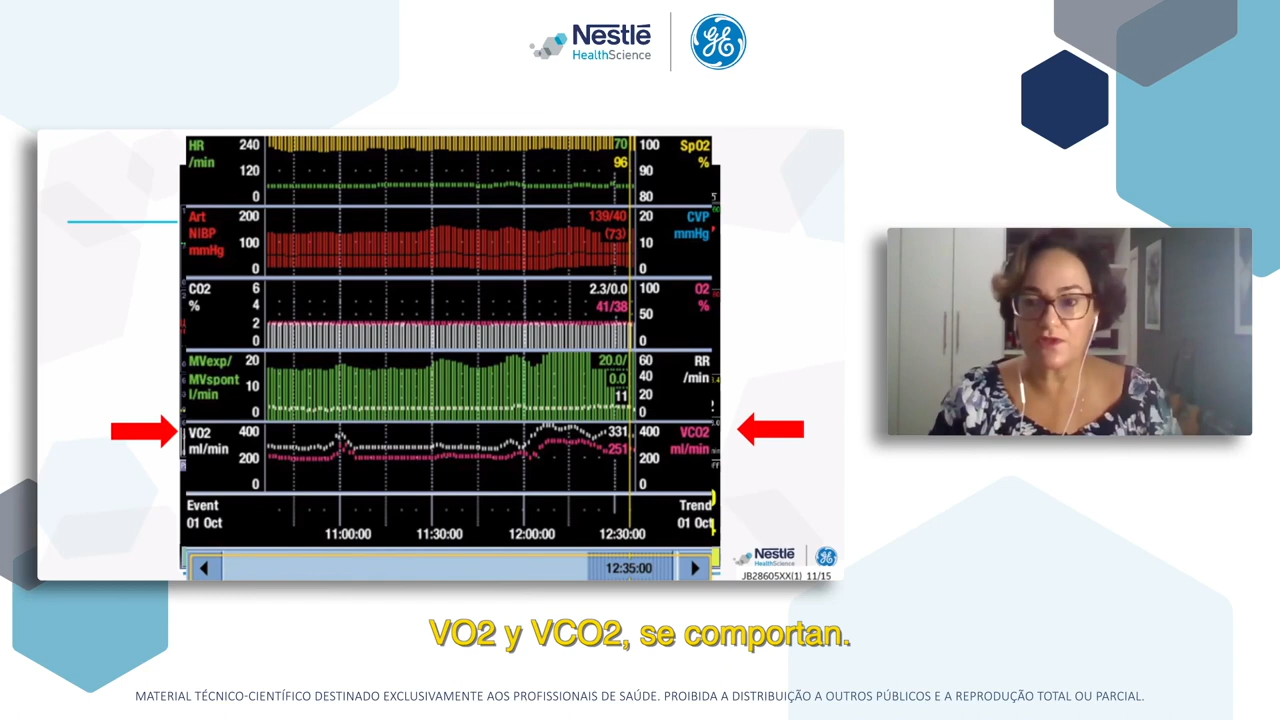 Nestlé
HealthScience
GE
HR
/min
240
120
0
70
96
100
90
80
SpO2
%
Art
NIBP
mmHg
200
100
0
139/40
(73)
20
10
0
CVP
mmHg
CO2
%
6
4
2
0
2.3/0.0
41/38
100
50
0
O2
%
MVexp/
MVspont
l/min
20
10
0
20.0/
0.0
11
60
40
20
0
RR
/min
VO2
ml/min
400
200
0
331
251
400
200
0
VCO2
ml/min
Event
01 Oct
11:00:00
11:30:00
12:00:00
12:30:00
Trend
01 Oct
12:35:00
Nestlé
HealthScience
GE
JB28605XX(1) 11/15
VO2 y VCO2, se comportan.
MATERIAL TÉCNICO-CIENTÍFICO DESTINADO EXCLUSIVAMENTE AOS PROFISSIONAIS DE SAÚDE. PROIBIDA A DISTRIBUIÇÃO A OUTROS PÚBLICOS E A REPRODUÇÃO TOTAL OU PARCIAL.